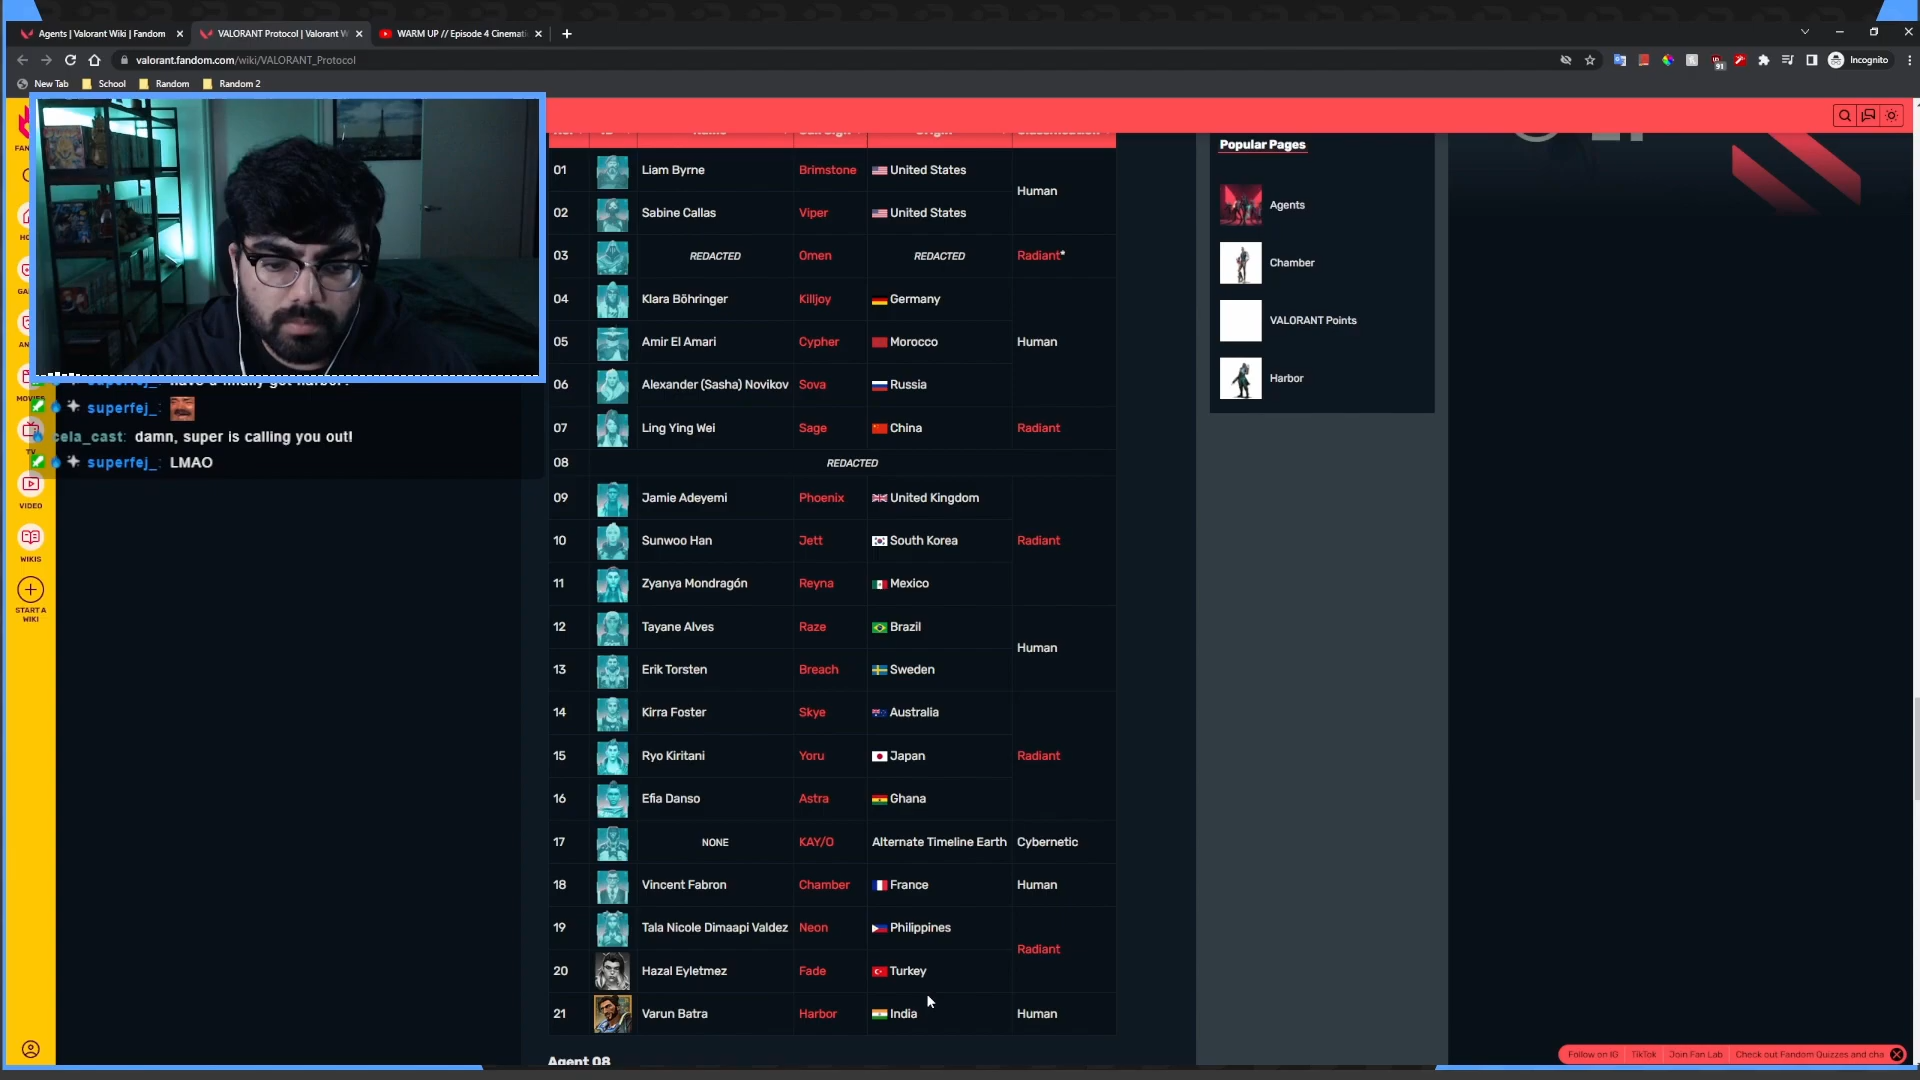 Agents | Valorant Wiki | Fandom
VALORANT Protocol | Valorant W
WARM UP // Episode 4 Cinemati
valorant.fandom.com/wiki/VALORANT_Protocol
91
Incognito
New Tab
School
Random
Random 2
Popular Pages
Agents
Chamber
VALORANT Points
Harbor
superfej_:
cela_cast: damn, super is calling you out!
superfej_: LMAO
MOVIES
TV
VIDEO
WIKIS
START A
WIKI
01 Liam Byrne Brimstone United States
Human
02 Sabine Callas Viper United States
03 REDACTED Omen REDACTED Radiant*
04 Klara Böhringer Killjoy Germany
05 Amir El Amari Cypher Morocco Human
06 Alexander (Sasha) Novikov Sova Russia
07 Ling Ying Wei Sage China Radiant
08 REDACTED
09 Jamie Adeyemi Phoenix United Kingdom
10 Sunwoo Han Jett South Korea Radiant
11 Zyanya Mondragón Reyna Mexico
12 Tayane Alves Raze Brazil
Human
13 Erik Torsten Breach Sweden
14 Kirra Foster Skye Australia
15 Ryo Kiritani Yoru Japan Radiant
16 Efia Danso Astra Ghana
17 NONE KAY/O Alternate Timeline Earth Cybernetic
18 Vincent Fabron Chamber France Human
19 Tala Nicole Dimaapi Valdez Neon Philippines
Radiant
20 Hazal Eyletmez Fade Turkey
21 Varun Batra Harbor India Human
Agent 08
Follow on IG
TikTok
Join Fan Lab
Check out Fandom Quizzes and cha